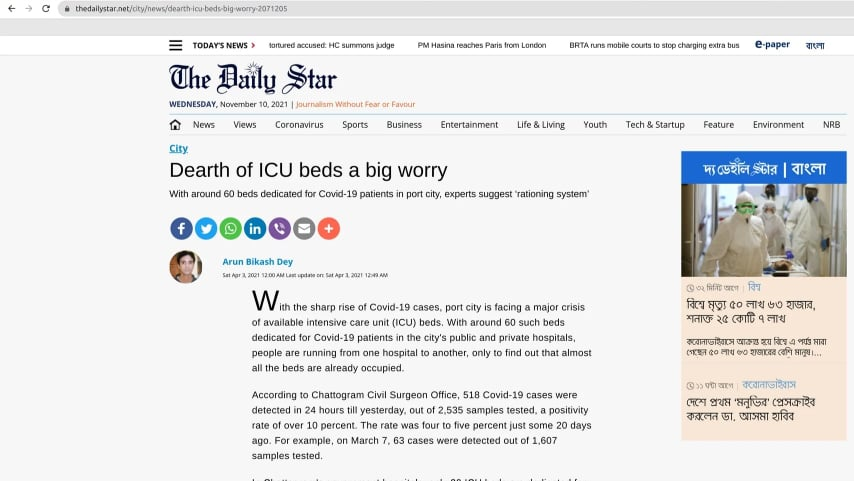 thedailystar.net/city/news/dearth-icu-beds-big-worry-2071205
TODAY'S NEWS tortured accused: HC summons judge PM Hasina reaches Paris from London BRTA runs mobile courts to stop charging extra bus e-paper বাংলা
The Daily Star
WEDNESDAY, November 10, 2021 | Journalism Without Fear or Favour
News Views Coronavirus Sports Business Entertainment Life & Living Youth Tech & Startup Feature Environment NRB
City
Dearth of ICU beds a big worry
With around 60 beds dedicated for Covid-19 patients in port city, experts suggest ‘rationing system’
Arun Bikash Dey
Sat Apr 3, 2021 12:00 AM Last update on: Sat Apr 3, 2021 12:49 AM
With the sharp rise of Covid-19 cases, port city is facing a major crisis
of available intensive care unit (ICU) beds. With around 60 such beds
dedicated for Covid-19 patients in the city's public and private hospitals,
people are running from one hospital to another, only to find out that almost
all the beds are already occupied.
According to Chattogram Civil Surgeon Office, 518 Covid-19 cases were
detected in 24 hours till yesterday, out of 2,535 samples tested, a positivity
rate of over 10 percent. The rate was four to five percent just some 20 days
ago. For example, on March 7, 63 cases were detected out of 1,607
samples tested.
দ্য ডেইলি স্টার | বাংলা
৩২ মিনিট আগে | বিশ্ব
বিশ্বে মৃত্যু ৫০ লাখ ৬৩ হাজার,
শনাক্ত ২৫ কোটি ৭ লাখ
করোনাভাইরাসে আক্রান্ত হয়ে বিশ্বে এ পর্যন্ত মারা
গেছেন ৫০ লাখ ৬৩ হাজারের বেশি মানুষ।...
১১ ঘণ্টা আগে | করোনাভাইরাস
দেশে প্রথম ‘মনুভির’ প্রেসক্রাইব
করলেন ডা. আসমা হাবিব